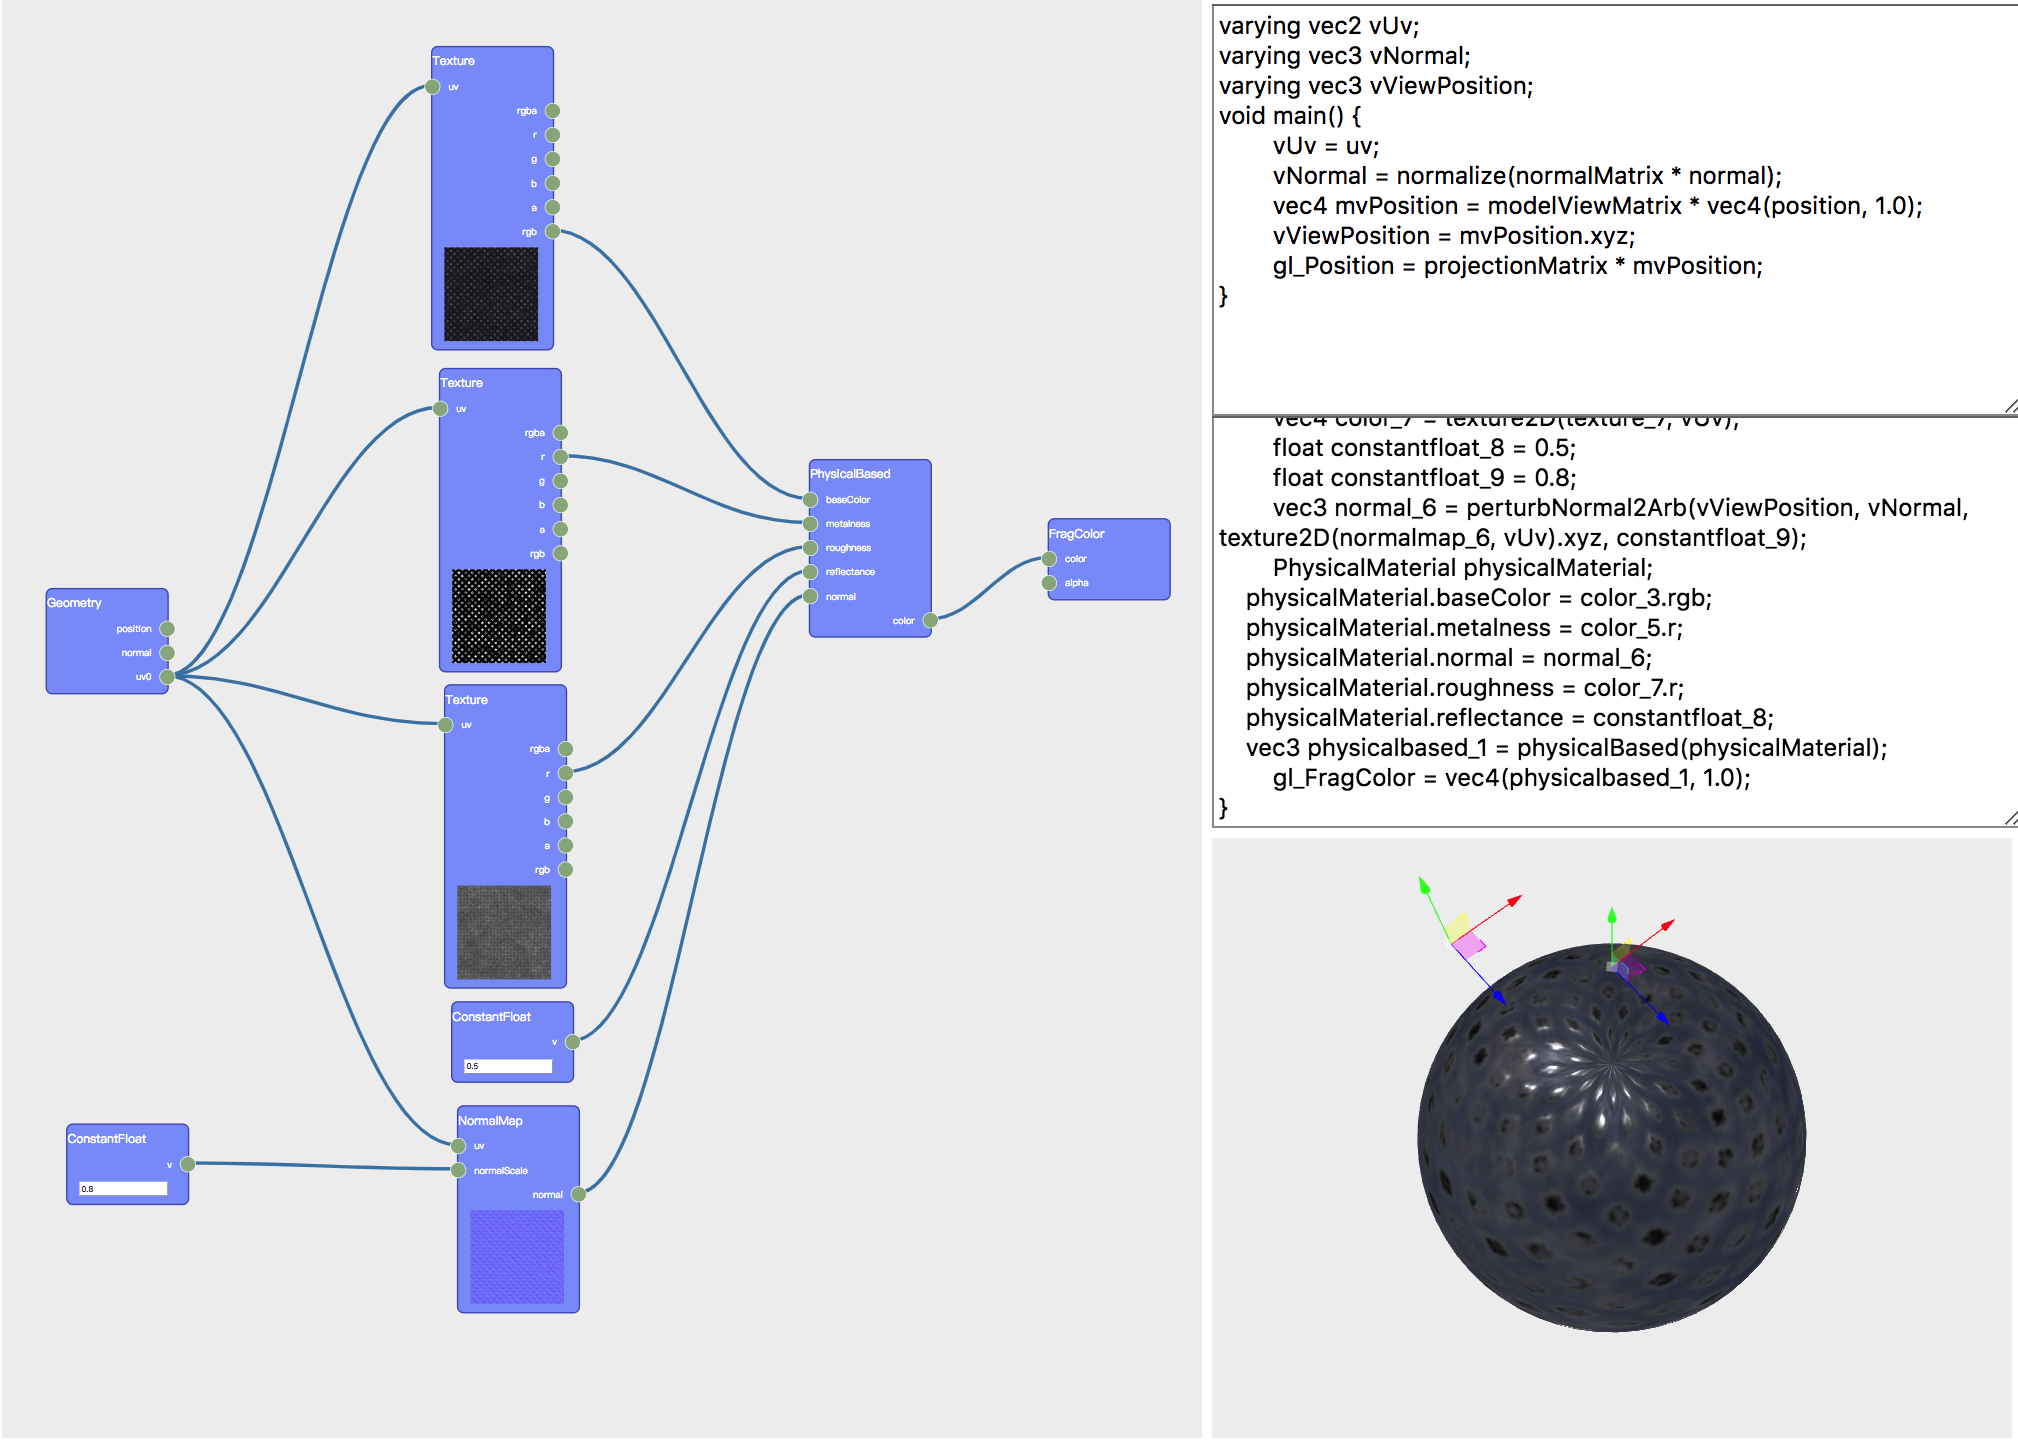 Texture
uv
rgba
r
g
b
a
rgb
Texture
uv
rgba
r
g
b
a
rgb
Geometry
position
normal
uv0
Texture
uv
rgba
r
g
b
a
rgb
ConstantFloat
v
0.5
NormalMap
uv
normalScale
normal
ConstantFloat
v
0.8
PhysicalBased
baseColor
metalness
roughness
reflectance
normal
color
FragColor
color
alpha
varying vec2 vUv;
varying vec3 vNormal;
varying vec3 vViewPosition;
void main() {
vUv = uv;
vNormal = normalize(normalMatrix * normal);
vec4 mvPosition = modelViewMatrix * vec4(position, 1.0);
vViewPosition = mvPosition.xyz;
gl_Position = projectionMatrix * mvPosition;
}
vec4 color_7 = texture2D(texture_7, vUv);
float constantfloat_8 = 0.5;
float constantfloat_9 = 0.8;
vec3 normal_6 = perturbNormal2Arb(vViewPosition, vNormal,
texture2D(normalmap_6, vUv).xyz, constantfloat_9);
PhysicalMaterial physicalMaterial;
physicalMaterial.baseColor = color_3.rgb;
physicalMaterial.metalness = color_5.r;
physicalMaterial.normal = normal_6;
physicalMaterial.roughness = color_7.r;
physicalMaterial.reflectance = constantfloat_8;
vec3 physicalbased_1 = physicalBased(physicalMaterial);
gl_FragColor = vec4(physicalbased_1, 1.0);
}